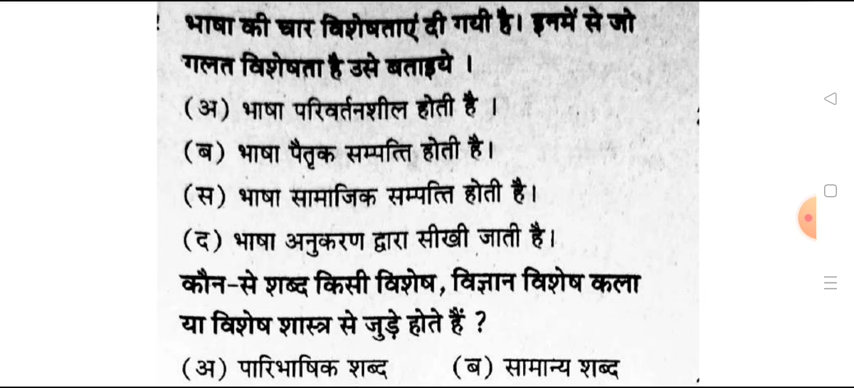 भाषा की चार विशेषताएं दी गयी है। इनमें से जो
गलत विशेषता है उसे बताइये ।
(अ) भाषा परिवर्तनशील होती है ।
(ब) भाषा पैतृक सम्पत्ति होती है।
(स) भाषा सामाजिक सम्पत्ति होती है।
(द) भाषा अनुकरण द्वारा सीखी जाती है।
कौन-से शब्द किसी विशेष, विज्ञान विशेष कला
या विशेष शास्त्र से जुड़े होते हैं ?
(अ) पारिभाषिक शब्द (ब) सामान्य शब्द